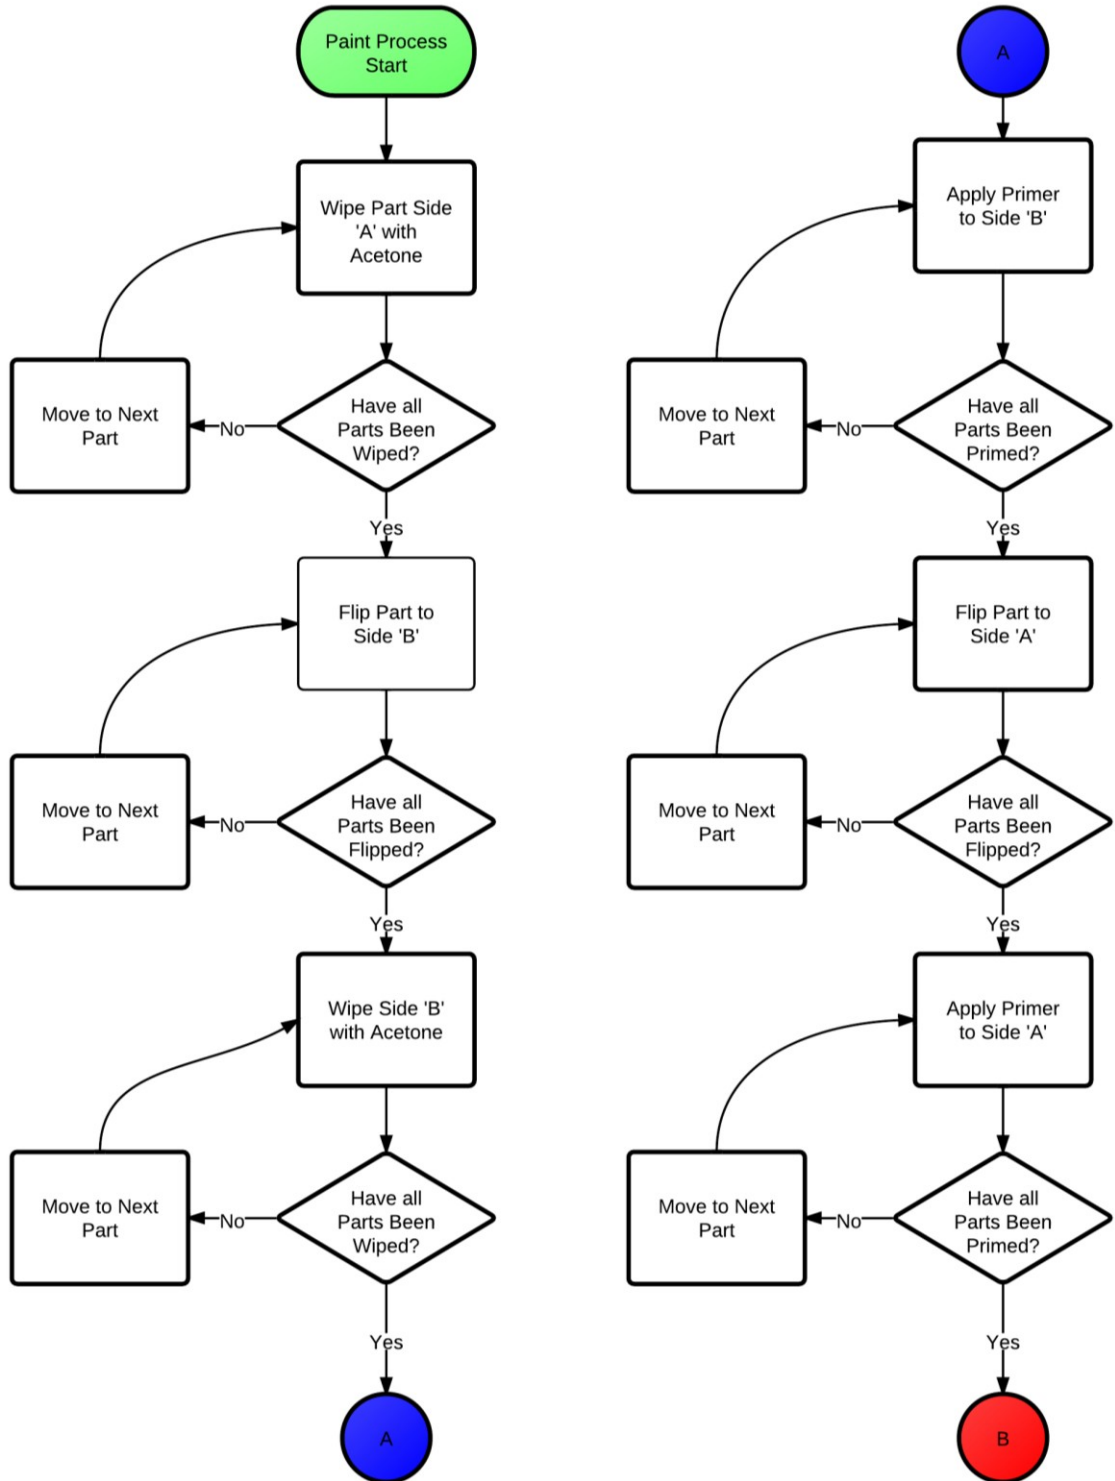 Paint Process
Start
Wipe Part Side
'A' with
Acetone
Move to Next
Part
No
Have all
Parts Been
Wiped?
Yes
Flip Part to
Side 'B'
Move to Next
Part
No
Have all
Parts Been
Flipped?
Yes
Wipe Side 'B'
with Acetone
Move to Next
Part
No
Have all
Parts Been
Wiped?
Yes
A
A
Apply Primer
to Side 'B'
Move to Next
Part
No
Have all
Parts Been
Primed?
Yes
Flip Part to
Side 'A'
Move to Next
Part
No
Have all
Parts Been
Flipped?
Yes
Apply Primer
to Side 'A'
Move to Next
Part
No
Have all
Parts Been
Primed?
Yes
B